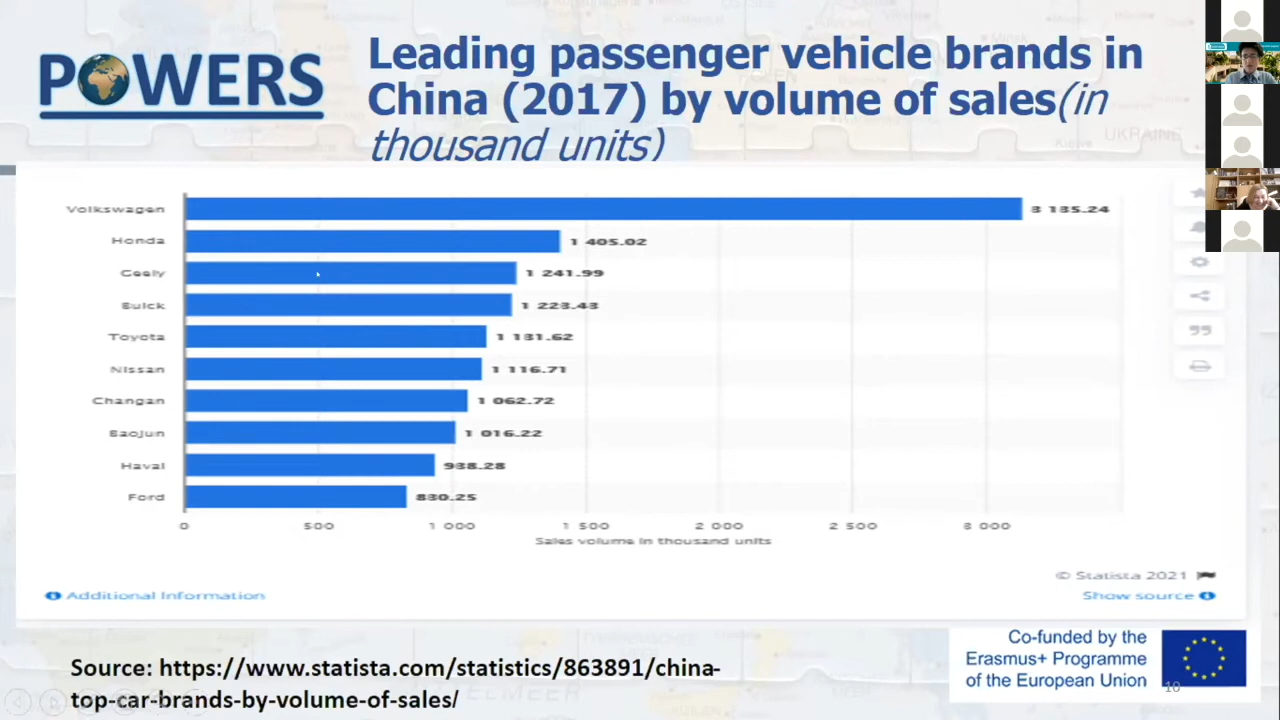 POWERS
Leading passenger vehicle brands in
China (2017) by volume of sales(in
thousand units)
UKRAINE
Volkswagen 3 135.24
Honda 1 405.02
Geely 1 241.99
Buick 1 223.43
Toyota 1 131.62
Nissan 1 116.71
Changan 1 062.72
Baojun 1 016.22
Haval 938.28
Ford 830.25
0 500 1 000 1 500 2 000 2 500 3 000
Sales volume in thousand units
© Statista 2021
Additional Information
Show source
Source: https://www.statista.com/statistics/863891/china-
top-car-brands-by-volume-of-sales/
Co-funded by the
Erasmus+ Programme
of the European Union
10